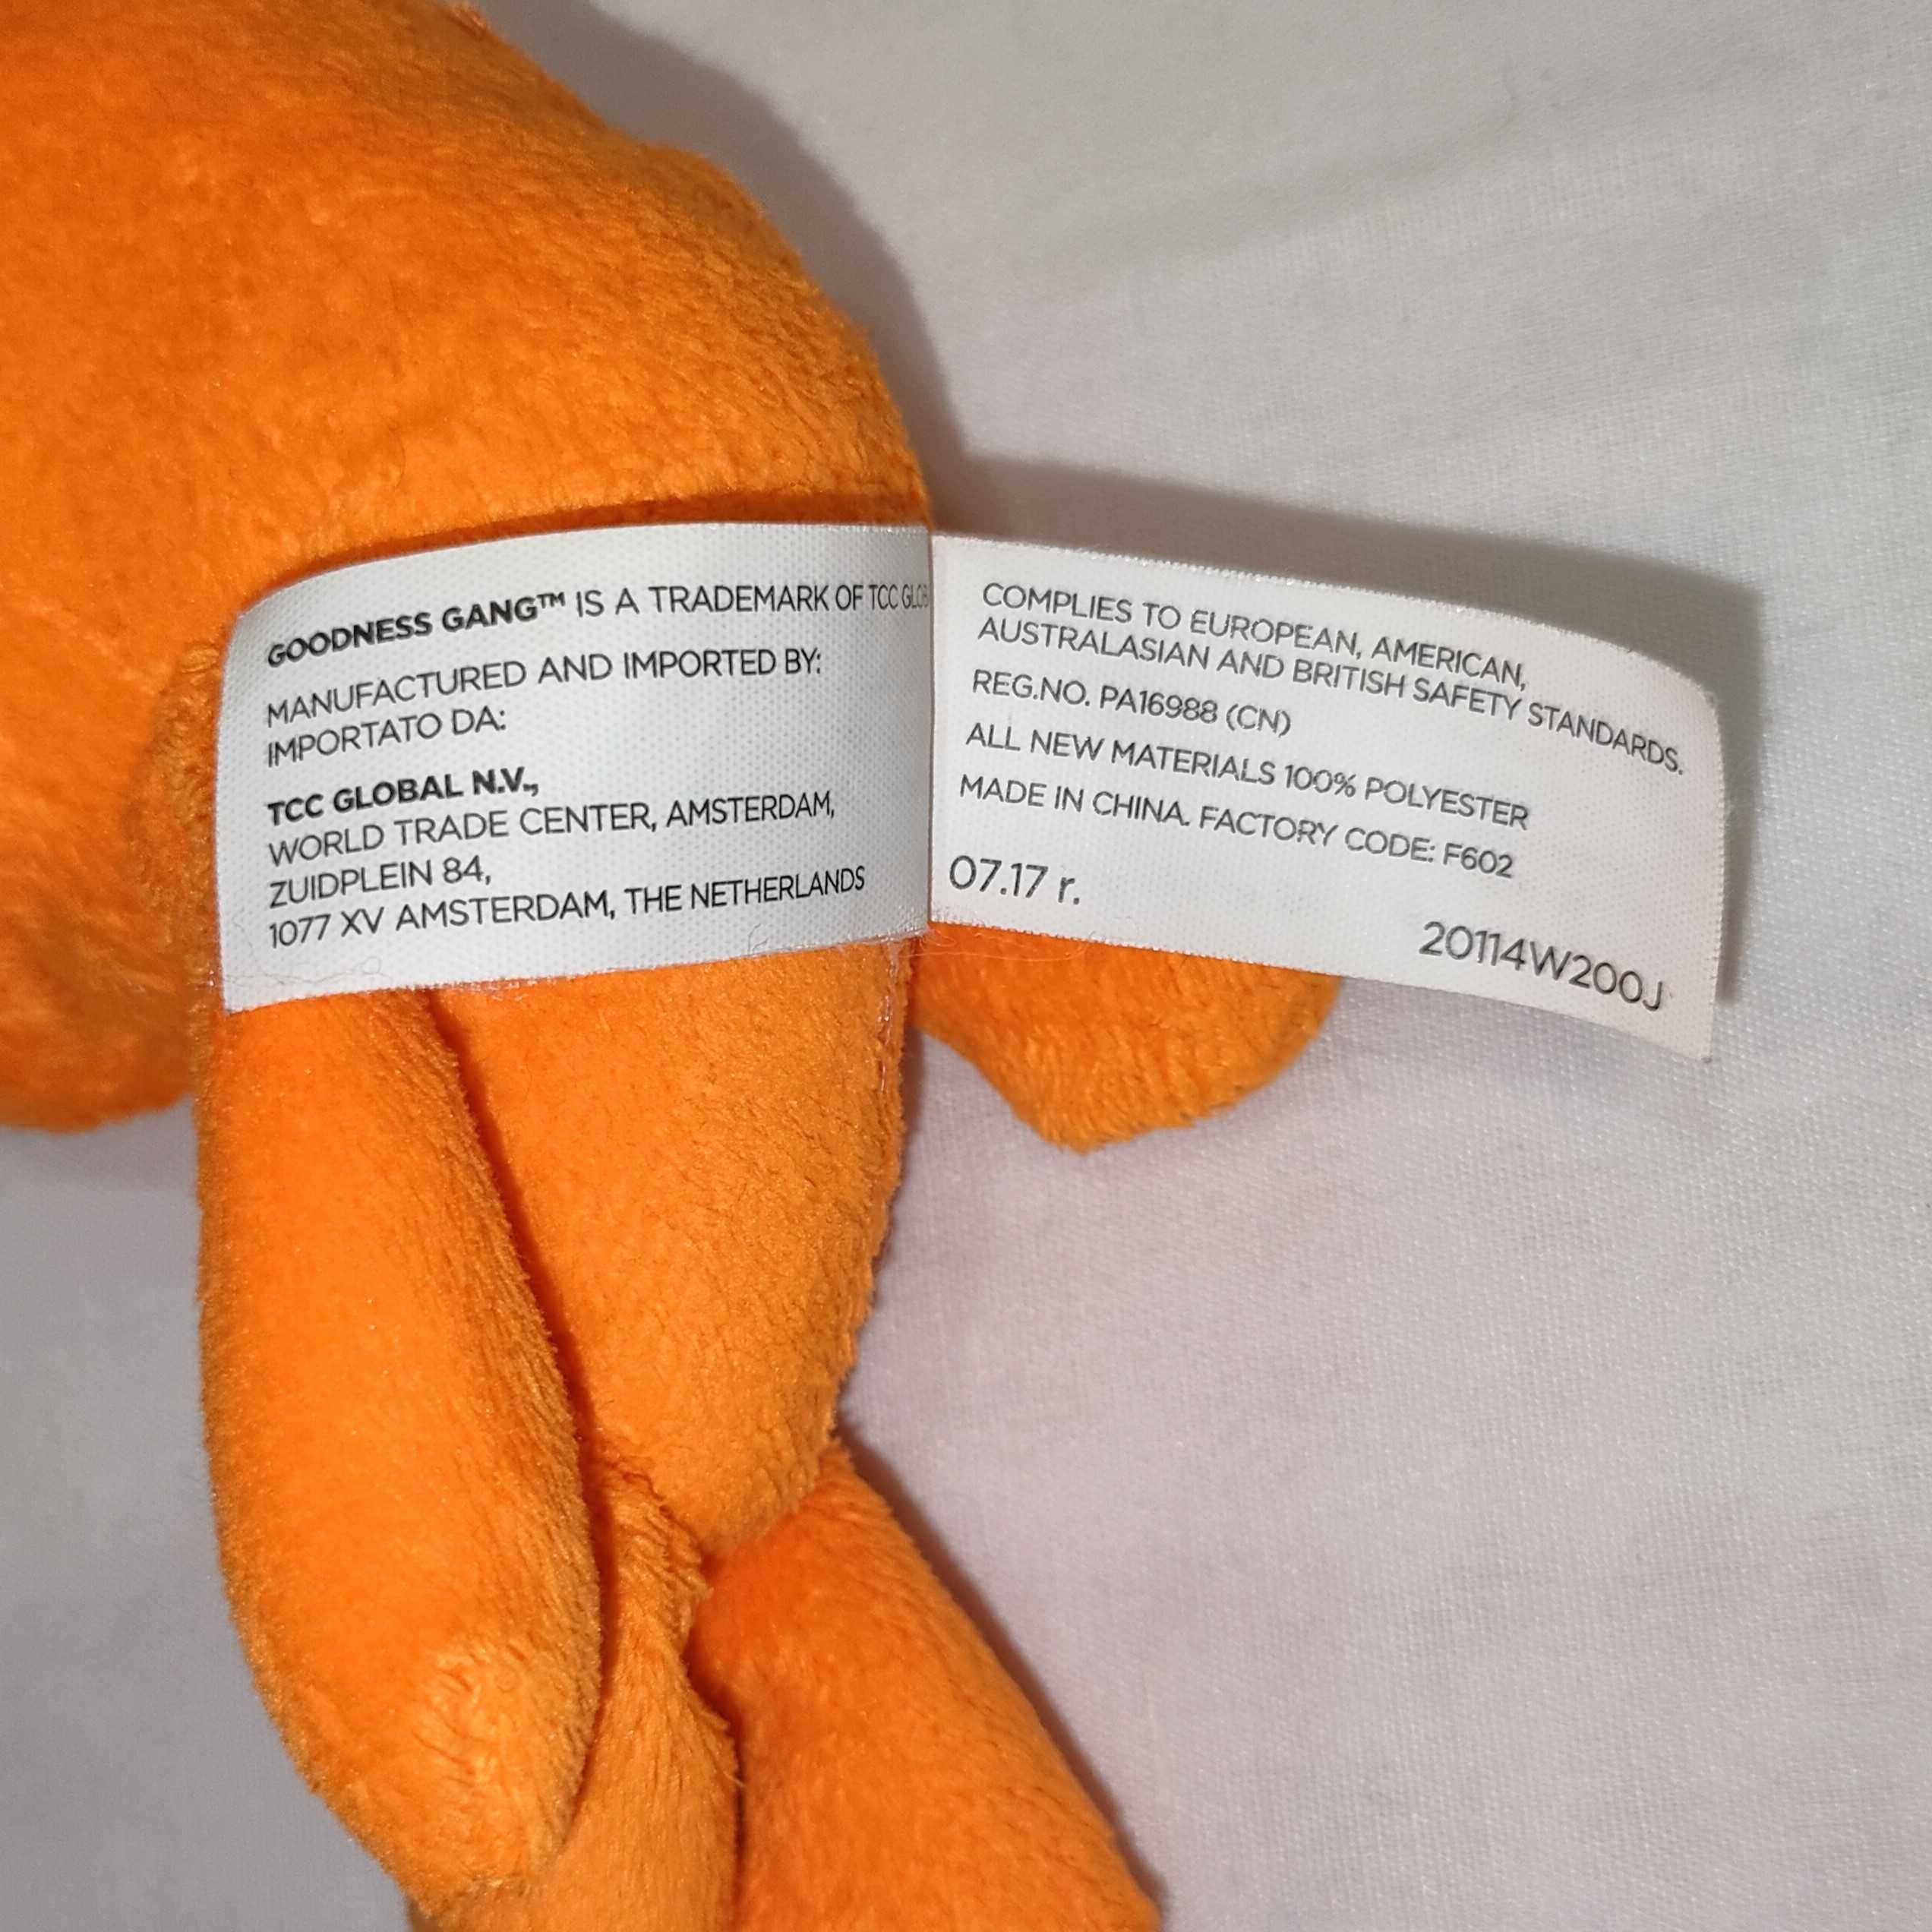 GOODNESS GANG™ IS A TRADEMARK OF TCC
MANUFACTURED AND IMPORTED BY:
IMPORTATO DA:
TCC GLOBAL N.V.,
WORLD TRADE CENTER, AMSTERDAM,
ZUIDPLEIN 84,
1077 XV AMSTERDAM, THE NETHERLANDS
COMPLIES TO EUROPEAN, AMERICAN,
AUSTRALASIAN AND BRITISH SAFETY STANDARDS.
REG.NO. PA16988 (CN)
ALL NEW MATERIALS 100% POLYESTER
MADE IN CHINA. FACTORY CODE: F602
07.17 r.
20114W200J